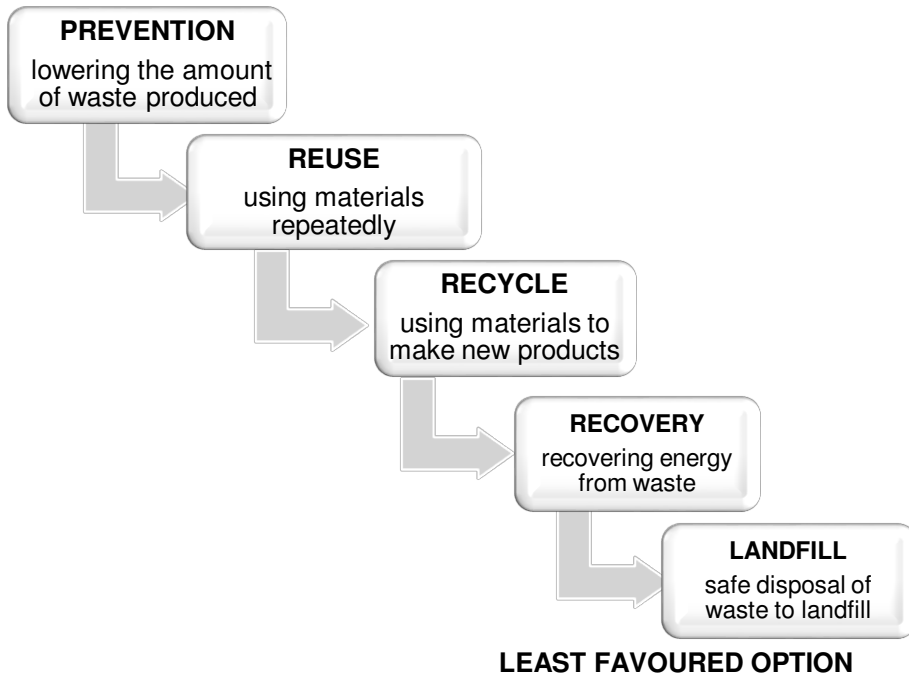 PREVENTION
lowering the amount
of waste produced
REUSE
using materials
repeatedly
RECYCLE
using materials to
make new products
RECOVERY
recovering energy
from waste
LANDFILL
safe disposal of
waste to landfill
LEAST FAVOURED OPTION